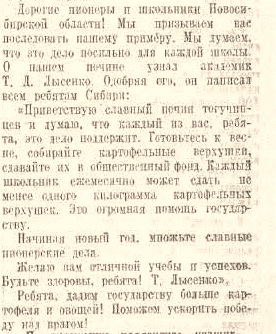 Дорогие пионеры и школьники Новоси-
бирской области! Мы призываем вас
последовать нашему примеру. Мы думаем,
что это дело посильно для каждой школы.
О нашем почине узнал академик
Т. Д. Лысенко. Одобряя его, он написал
всем ребятам Сибири:
«Приветствую славный почин тогучин-
цев и думаю, что каждый из вас, ребя-
та, это дело поддержит. Готовьтесь к вес-
не, собирайте картофельные верхушки,
сдавайте их в общественный фонд. Каждый
школьник ежемесячно может сдать не
менее одного килограмма картофельных
верхушек. Это огромная помощь государ-
ству.
Начиная новый год, множьте славные
пионерские дела.
Желаю вам отличной учебы и успехов.
Будьте здоровы, ребята! Т. Лысенко»,
Ребята, дадим государству больше кар-
тофеля и овощей! Поможем ускорить побе-
ду над врагом!